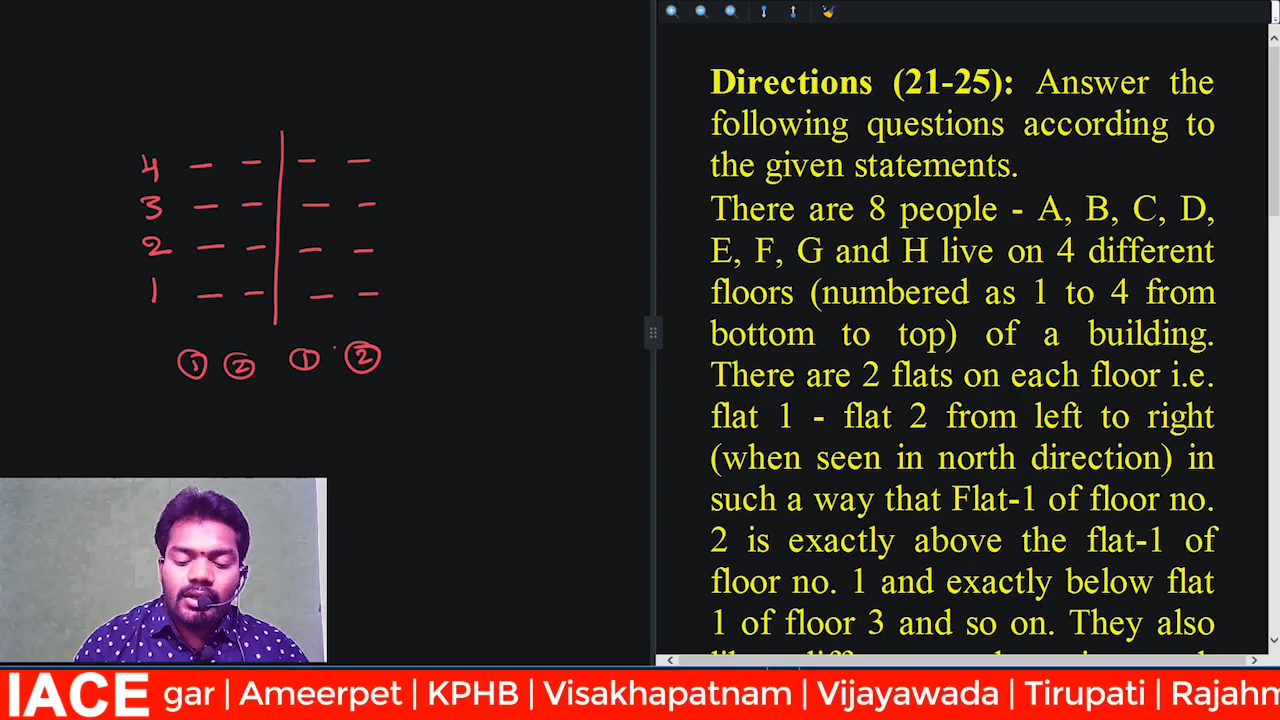 4
3
2
1
① ② ① ②
Directions (21-25): Answer the
following questions according to
the given statements.
There are 8 people - A, B, C, D,
E, F, G and H live on 4 different
floors (numbered as 1 to 4 from
bottom to top) of a building.
There are 2 flats on each floor i.e.
flat 1 - flat 2 from left to right
(when seen in north direction) in
such a way that Flat-1 of floor no.
2 is exactly above the flat-1 of
floor no. 1 and exactly below flat
1 of floor 3 and so on. They also
IACE gar | Ameerpet | KPHB | Visakhapatnam | Vijayawada | Tirupati | Rajahm